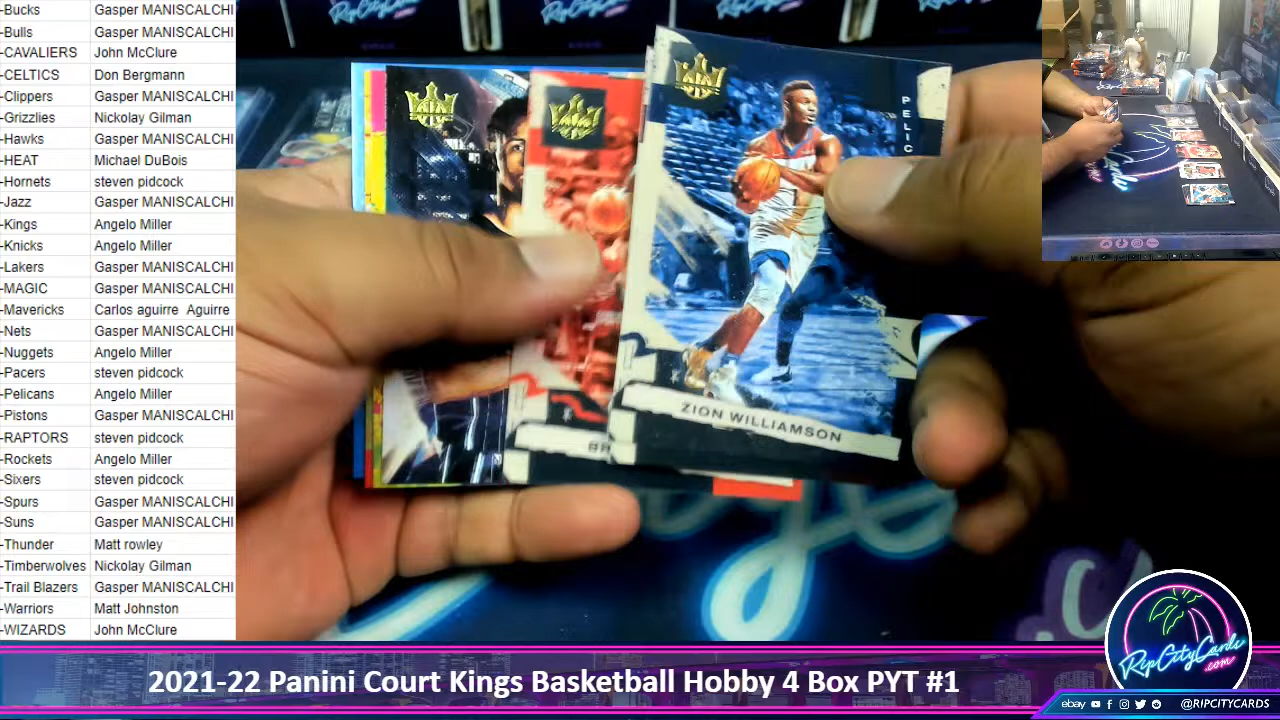 -Bucks Gasper MANISCALCHI
-Bulls Gasper MANISCALCHI
-CAVALIERS John McClure
-CELTICS Don Bergmann
-Clippers Gasper MANISCALCHI
-Grizzlies Nickolay Gilman
-Hawks Gasper MANISCALCHI
-HEAT Michael DuBois
-Hornets steven pidcock
-Jazz Gasper MANISCALCHI
-Kings Angelo Miller
-Knicks Angelo Miller
-Lakers Gasper MANISCALCHI
-MAGIC Gasper MANISCALCHI
-Mavericks Carlos aguirre Aguirre
-Nets Gasper MANISCALCHI
-Nuggets Angelo Miller
-Pacers steven pidcock
-Pelicans Angelo Miller
-Pistons Gasper MANISCALCHI
-RAPTORS steven pidcock
-Rockets Angelo Miller
-Sixers steven pidcock
-Spurs Gasper MANISCALCHI
-Suns Gasper MANISCALCHI
-Thunder Matt rowley
-Timberwolves Nickolay Gilman
-Trail Blazers Gasper MANISCALCHI
-Warriors Matt Johnston
-WIZARDS John McClure
PELIC
ZION WILLIAMSON
BR
RipCityCards
.com
2021-22 Panini Court Kings Basketball Hobby 4 Box PYT #1
ebay @RIPCITYCARDS